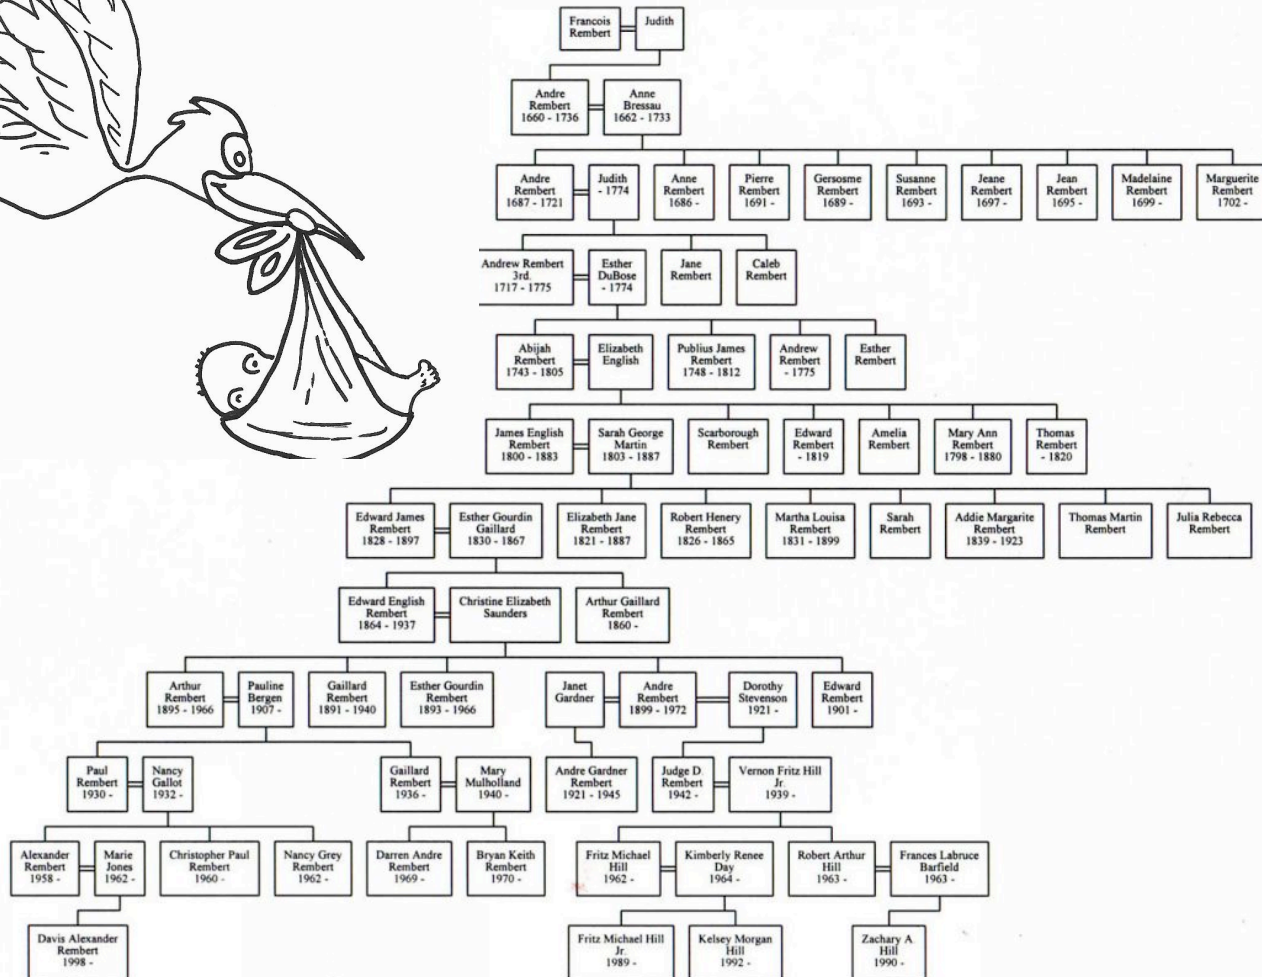 Francois
Rembert
Judith
Andre
Rembert
1660 - 1736
Anne
Bressau
1662 - 1733
Andre
Rembert
1687 - 1721
Judith
- 1774
Anne
Rembert
1686 -
Pierre
Rembert
1691 -
Gersosme
Rembert
1689 -
Susanne
Rembert
1693 -
Jeane
Rembert
1697 -
Jean
Rembert
1695 -
Madelaine
Rembert
1699 -
Marguerite
Rembert
1702 -
Andrew Rembert
3rd.
1717 - 1775
Esther
DuBose
- 1774
Jane
Rembert
Caleb
Rembert
Abijah
Rembert
1743 - 1805
Elizabeth
English
Publius James
Rembert
1748 - 1812
Andrew
Rembert
- 1775
Esther
Rembert
James English
Rembert
1800 - 1883
Sarah George
Martin
1803 - 1887
Scarborough
Rembert
Edward
Rembert
- 1819
Amelia
Rembert
Mary Ann
Rembert
1798 - 1880
Thomas
Rembert
- 1820
Edward James
Rembert
1828 - 1897
Esther Gourdin
Gaillard
1830 - 1867
Elizabeth Jane
Rembert
1821 - 1887
Robert Henery
Rembert
1826 - 1865
Martha Louisa
Rembert
1831 - 1899
Sarah
Rembert
Addie Margarite
Rembert
1839 - 1923
Thomas Martin
Rembert
Julia Rebecca
Rembert
Edward English
Rembert
1864 - 1937
Christine Elizabeth
Saunders
Arthur Gaillard
Rembert
1860 -
Arthur
Rembert
1895 - 1966
Pauline
Bergen
1907 -
Gaillard
Rembert
1891 - 1940
Esther Gourdin
Rembert
1893 - 1966
Janet
Gardner
Andre
Rembert
1899 - 1972
Dorothy
Stevenson
1921 -
Edward
Rembert
1901 -
Paul
Rembert
1930 -
Nancy
Gallot
1932 -
Gaillard
Rembert
1936 -
Mary
Mulholland
1940 -
Andre Gardner
Rembert
1921 - 1945
Judge D.
Rembert
1942 -
Vernon Fritz Hill
Jr.
1939 -
Alexander
Rembert
1958 -
Marie
Jones
1962 -
Christopher Paul
Rembert
1960 -
Nancy Grey
Rembert
1962 -
Darren Andre
Rembert
1969 -
Bryan Keith
Rembert
1970 -
Fritz Michael
Hill
1962 -
Kimberly Renee
Day
1964 -
Robert Arthur
Hill
1963 -
Frances Labruce
Barfield
1963 -
Davis Alexander
Rembert
1998 -
Fritz Michael Hill
Jr.
1989 -
Kelsey Morgan
Hill
1992 -
Zachary A.
Hill
1990 -